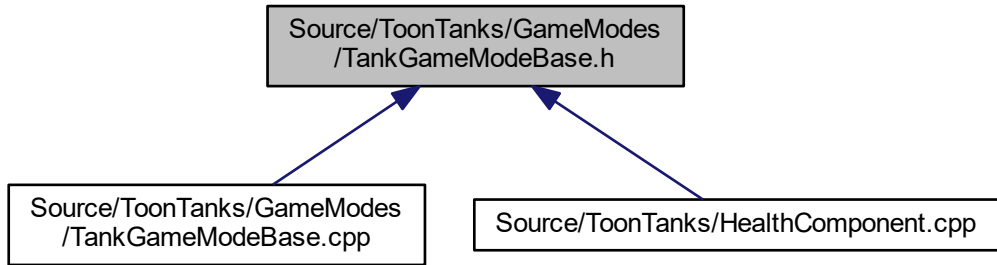 Source/ToonTanks/GameModes
/TankGameModeBase.h
Source/ToonTanks/GameModes
/TankGameModeBase.cpp
Source/ToonTanks/HealthComponent.cpp